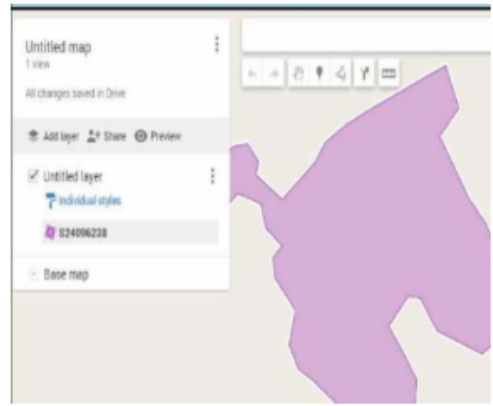 Untitled map
1 view
All changes saved in Drive
Add layer Share Preview
Untitled layer
Individual styles
S24096238
Base map